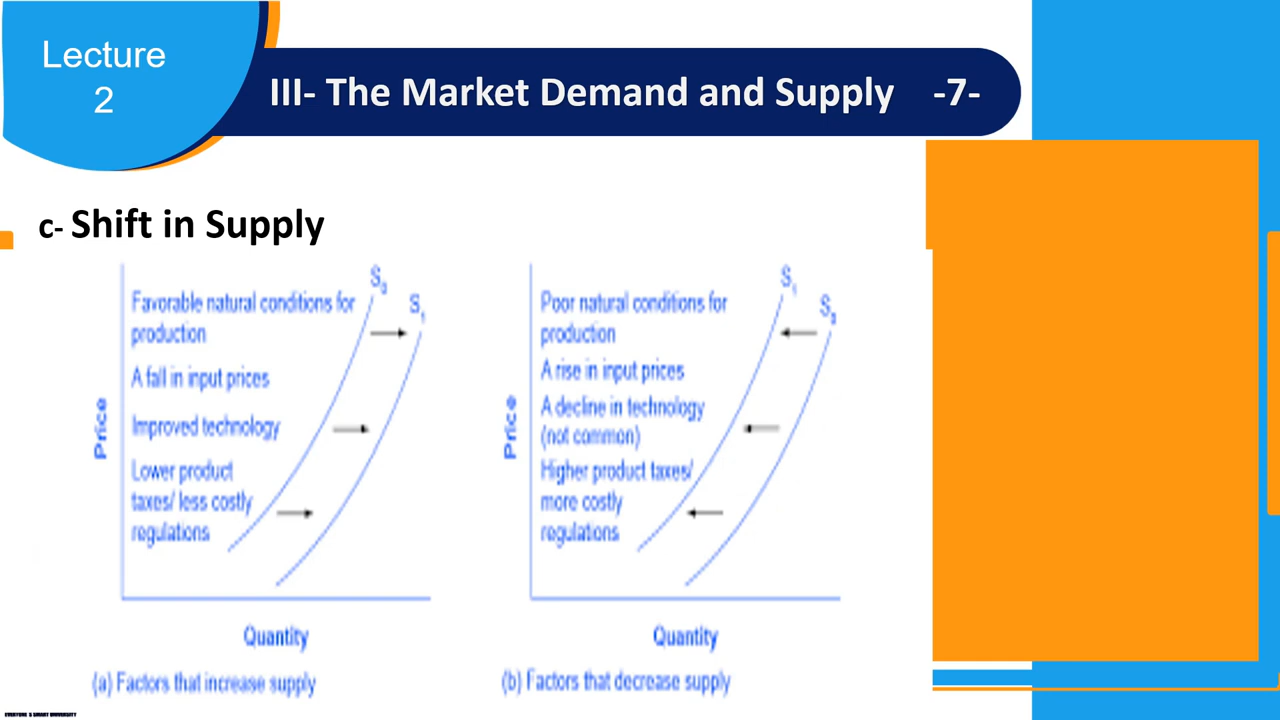 Lecture
2
III- The Market Demand and Supply -7-
c- Shift in Supply
S₀
S₁
Favorable natural conditions for
production
A fall in input prices
Improved technology
Lower product
taxes/ less costly
regulations
Price
Quantity
(a) Factors that increase supply
S₁
S₀
Poor natural conditions for
production
A rise in input prices
A decline in technology
(not common)
Higher product taxes/
more costly
regulations
Price
Quantity
(b) Factors that decrease supply